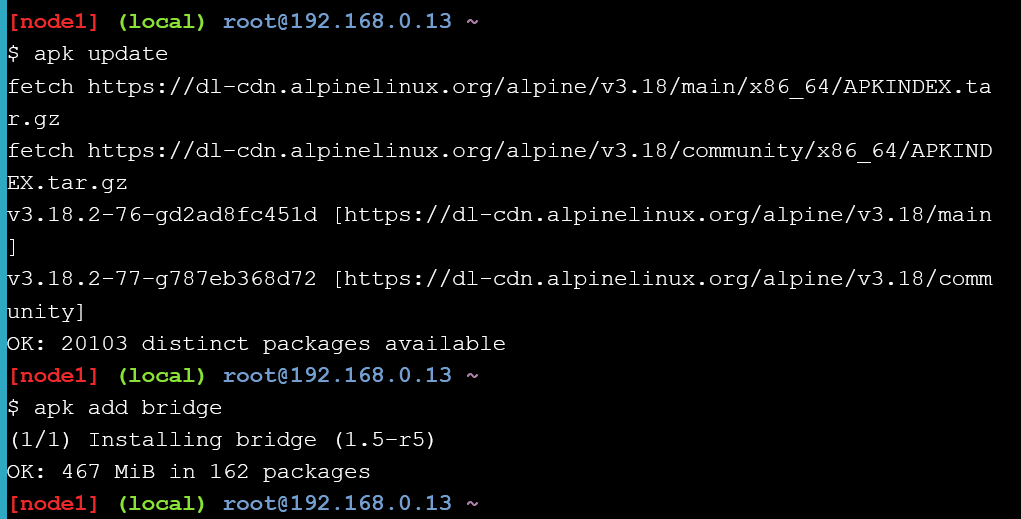 [node1] (local) root@192.168.0.13 ~
$ apk update
fetch https://dl-cdn.alpinelinux.org/alpine/v3.18/main/x86_64/APKINDEX.ta
r.gz
fetch https://dl-cdn.alpinelinux.org/alpine/v3.18/community/x86_64/APKIND
EX.tar.gz
v3.18.2-76-gd2ad8fc451d [https://dl-cdn.alpinelinux.org/alpine/v3.18/main
]
v3.18.2-77-g787eb368d72 [https://dl-cdn.alpinelinux.org/alpine/v3.18/comm
unity]
OK: 20103 distinct packages available
[node1] (local) root@192.168.0.13 ~
$ apk add bridge
(1/1) Installing bridge (1.5-r5)
OK: 467 MiB in 162 packages
[node1] (local) root@192.168.0.13 ~